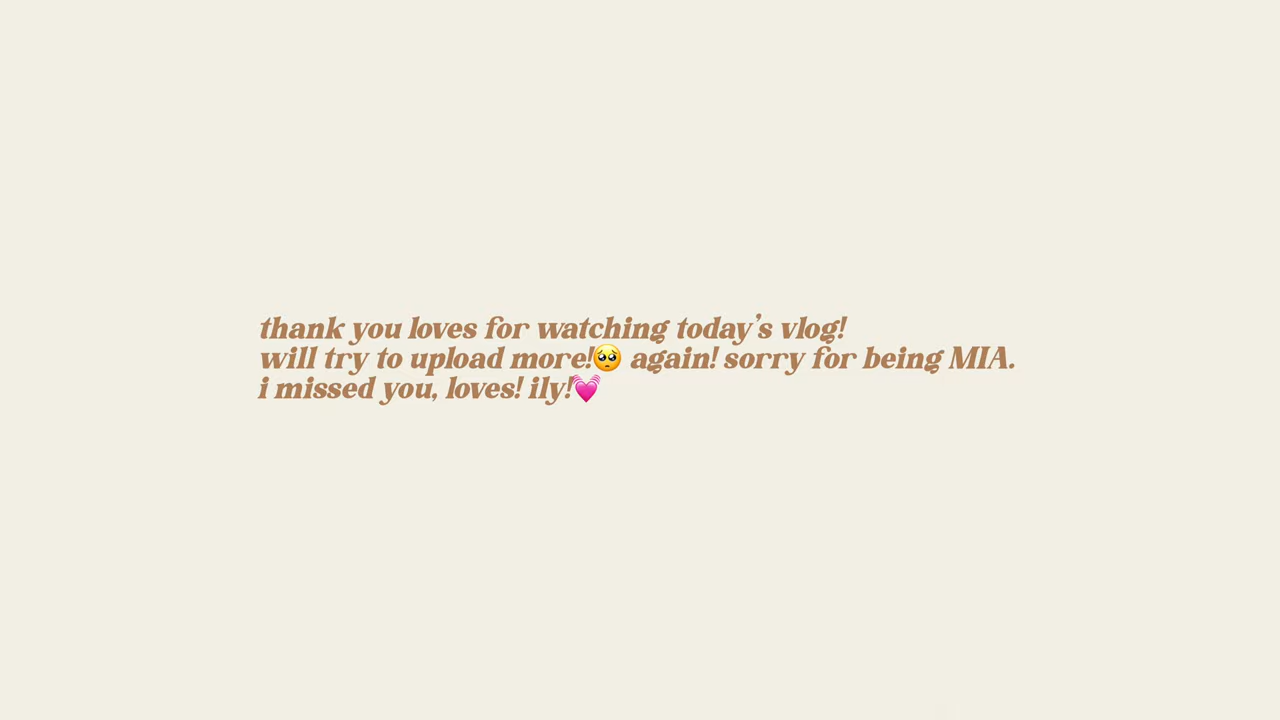 thank you loves for watching today's vlog!
will try to upload more!🥺 again! sorry for being MIA.
i missed you, loves! ily!💓